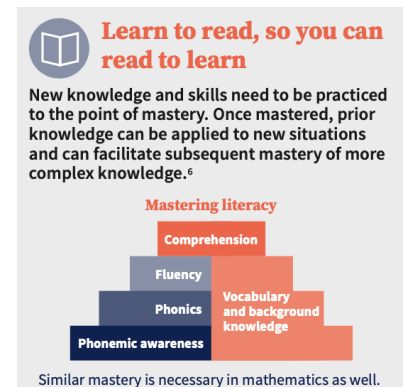 Learn to read, so you can
read to learn
New knowledge and skills need to be practiced
to the point of mastery. Once mastered, prior
knowledge can be applied to new situations
and can facilitate subsequent mastery of more
complex knowledge.⁶
Mastering literacy
Comprehension
Fluency
Phonics
Phonemic awareness
Vocabulary
and background
knowledge
Similar mastery is necessary in mathematics as well.